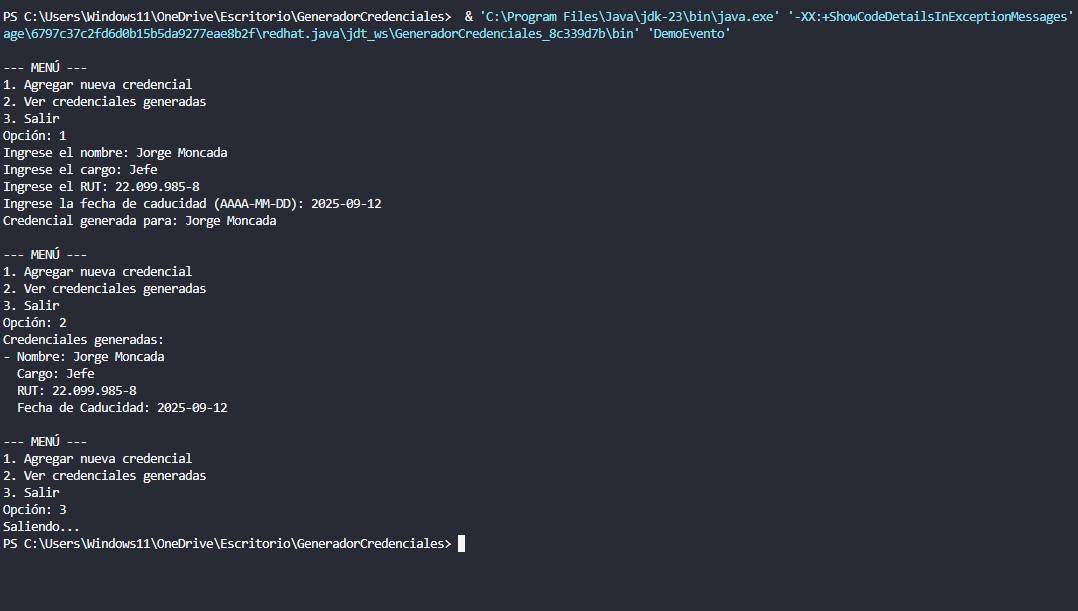 PS C:\Users\Windows11\OneDrive\Escritorio\GeneradorCredenciales>  & 'C:\Program Files\Java\jdk-23\bin\java.exe' '-XX:+ShowCodeDetailsInExceptionMessages'
age\6797c37c2fd6d0b15b5da9277eae8b2f\redhat.java\jdt_ws\GeneradorCredenciales_8c339d7b\bin' 'DemoEvento'
--- MENÚ ---
1. Agregar nueva credencial
2. Ver credenciales generadas
3. Salir
Opción: 1
Ingrese el nombre: Jorge Moncada
Ingrese el cargo: Jefe
Ingrese el RUT: 22.099.985-8
Ingrese la fecha de caducidad (AAAA-MM-DD): 2025-09-12
Credencial generada para: Jorge Moncada
--- MENÚ ---
1. Agregar nueva credencial
2. Ver credenciales generadas
3. Salir
Opción: 2
Credenciales generadas:
- Nombre: Jorge Moncada
  Cargo: Jefe
  RUT: 22.099.985-8
  Fecha de Caducidad: 2025-09-12
--- MENÚ ---
1. Agregar nueva credencial
2. Ver credenciales generadas
3. Salir
Opción: 3
Saliendo...
PS C:\Users\Windows11\OneDrive\Escritorio\GeneradorCredenciales>